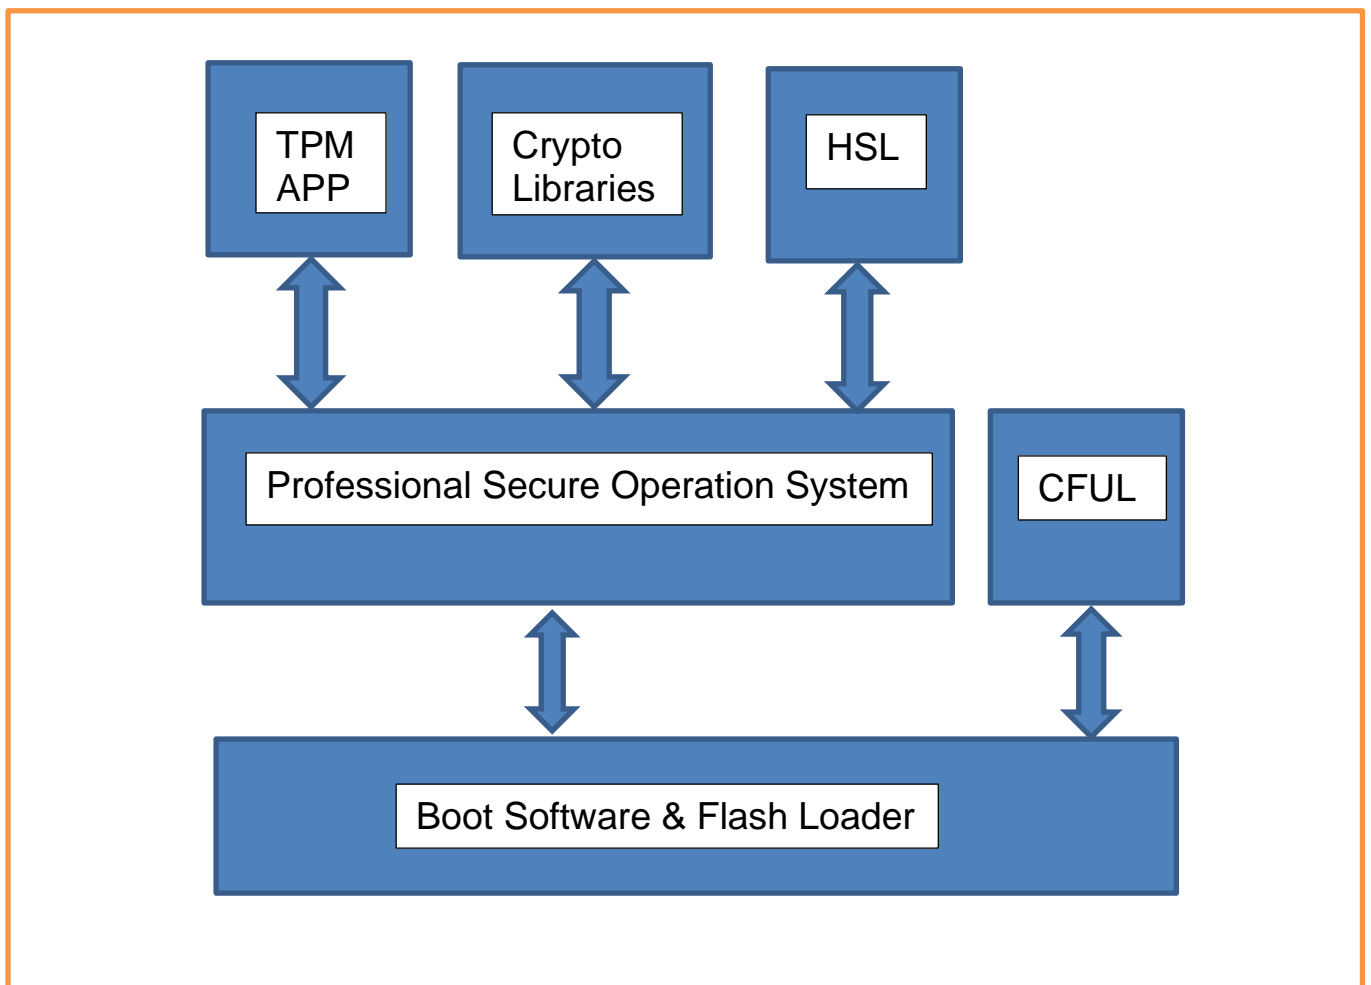 TPM
APP
Crypto
Libraries
HSL
Professional Secure Operation System
CFUL
Boot Software & Flash Loader